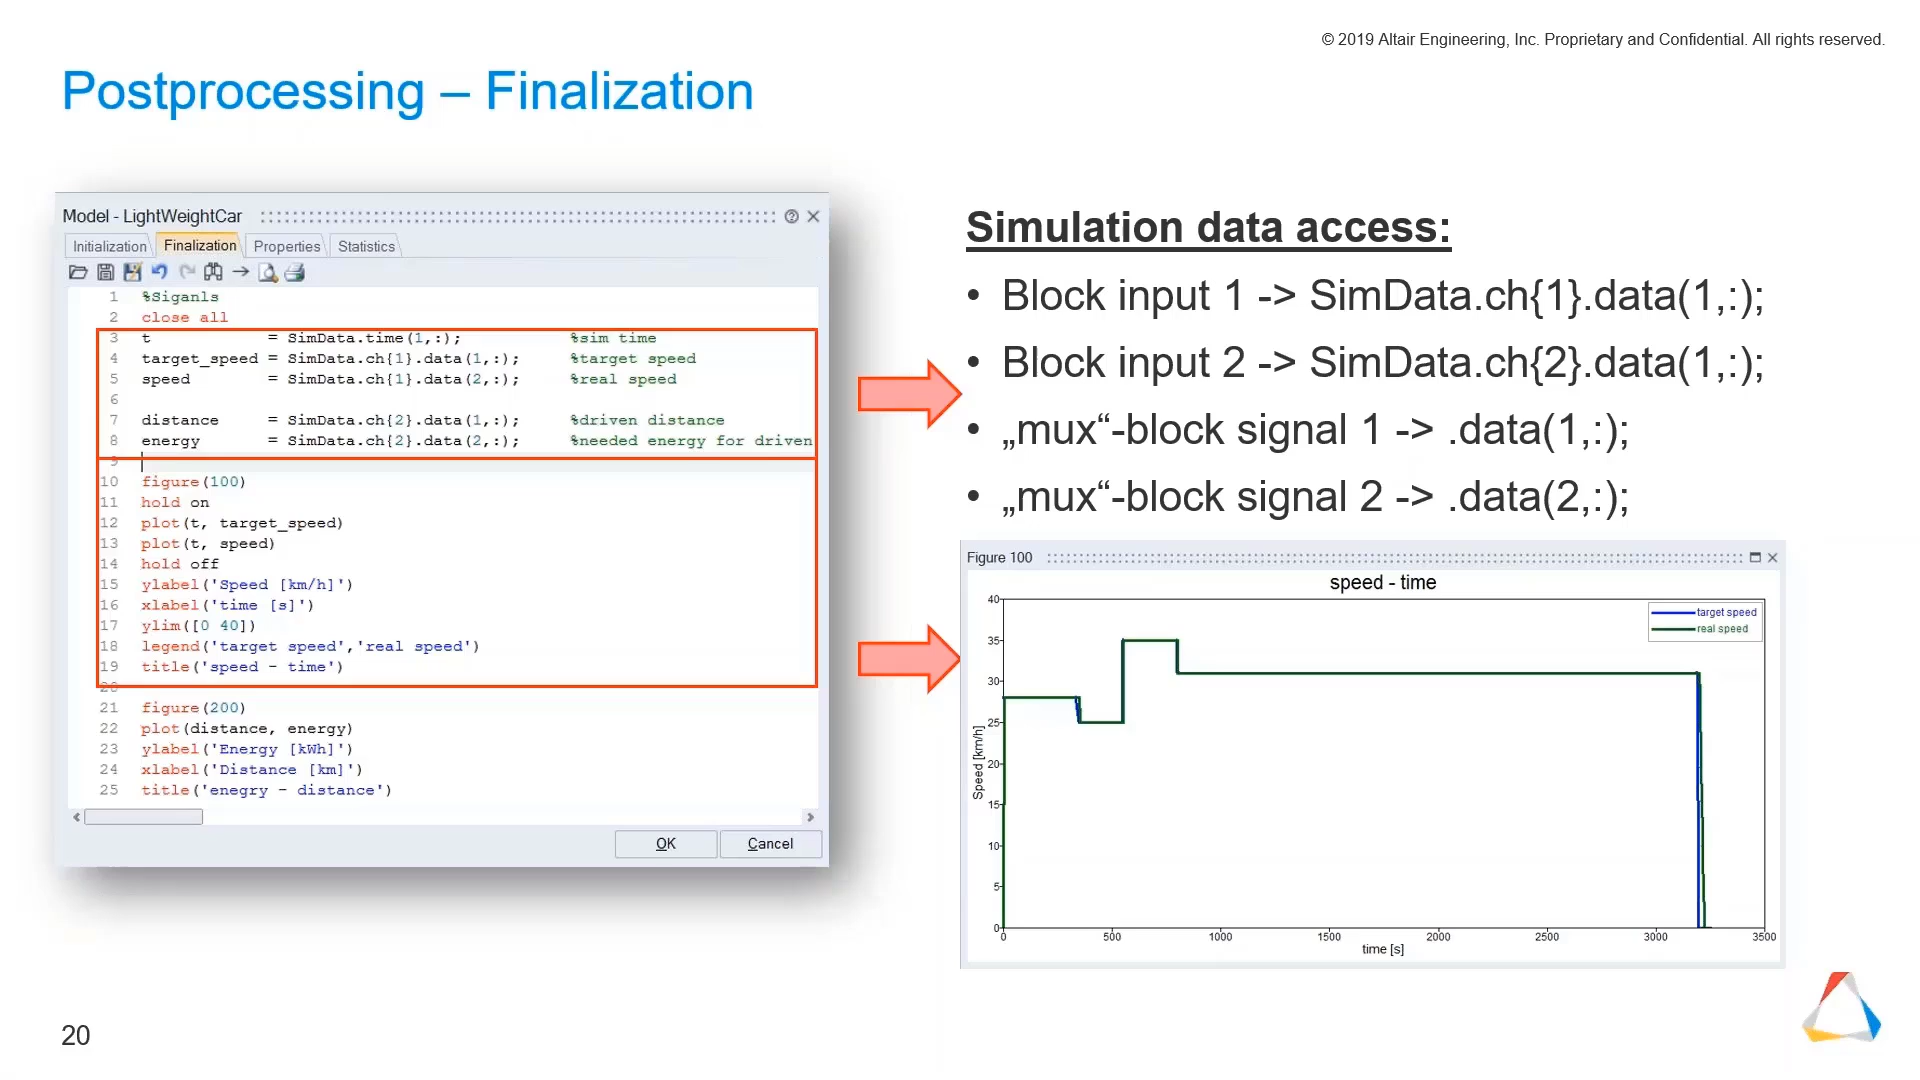 © 2019 Altair Engineering, Inc. Proprietary and Confidential. All rights reserved.
Postprocessing – Finalization
Model - LightWeightCar
Initialization Finalization Properties Statistics
1 %Siganls
2 close all
3 t = SimData.time(1,:); %sim time
4 target_speed = SimData.ch{1}.data(1,:); %target speed
5 speed = SimData.ch{1}.data(2,:); %real speed
6
7 distance = SimData.ch{2}.data(1,:); %driven distance
8 energy = SimData.ch{2}.data(2,:); %needed energy for driven
9
10 figure(100)
11 hold on
12 plot(t, target_speed)
13 plot(t, speed)
14 hold off
15 ylabel('Speed [km/h]')
16 xlabel('time [s]')
17 ylim([0 40])
18 legend('target speed','real speed')
19 title('speed - time')
20
21 figure(200)
22 plot(distance, energy)
23 ylabel('Energy [kWh]')
24 xlabel('Distance [km]')
25 title('enegry - distance')
OK Cancel
Simulation data access:
• Block input 1 -> SimData.ch{1}.data(1,:);
• Block input 2 -> SimData.ch{2}.data(1,:);
• „mux“-block signal 1 -> .data(1,:);
• „mux“-block signal 2 -> .data(2,:);
Figure 100
speed - time
target speed
real speed
40
35
30
25
20
15
10
5
0
Speed [km/h]
0 500 1000 1500 2000 2500 3000 3500
time [s]
20